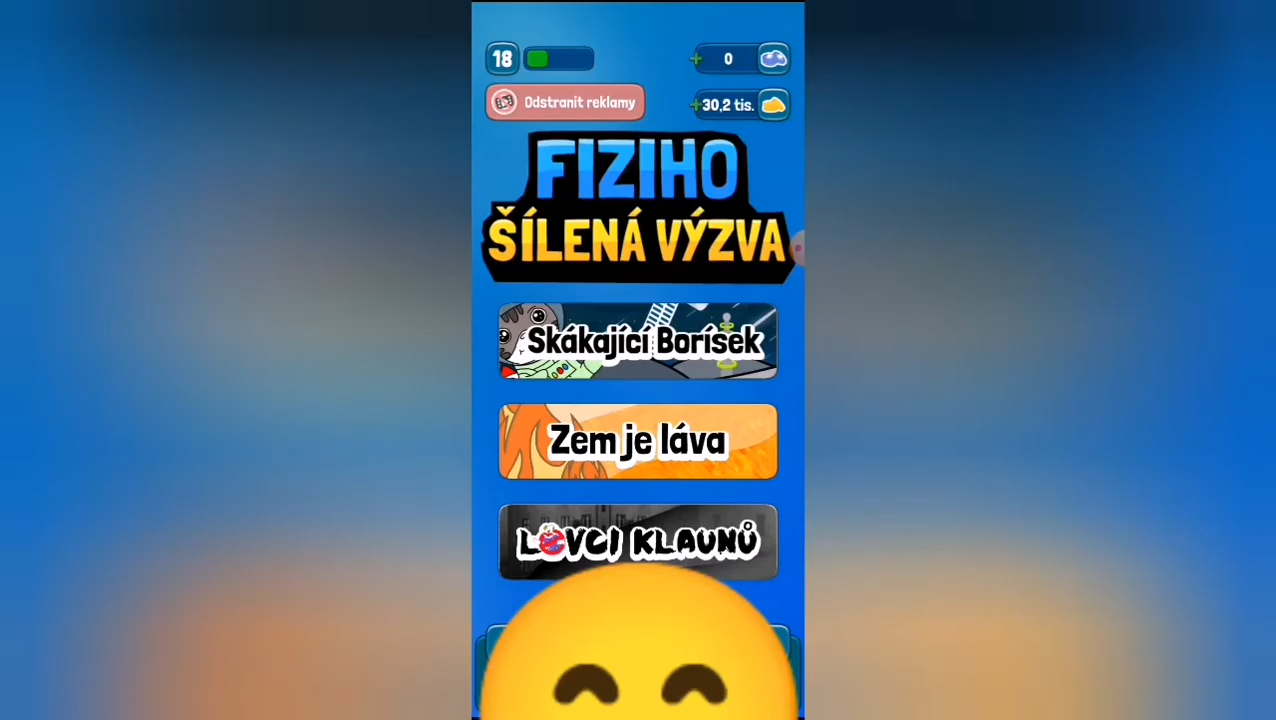 18
0
Odstranit reklamy
30,2 tis.
FIZIHO
ŠÍLENÁ VÝZVA
Skákající Borísek
Zem je láva
LOVCI KLAUNŮ